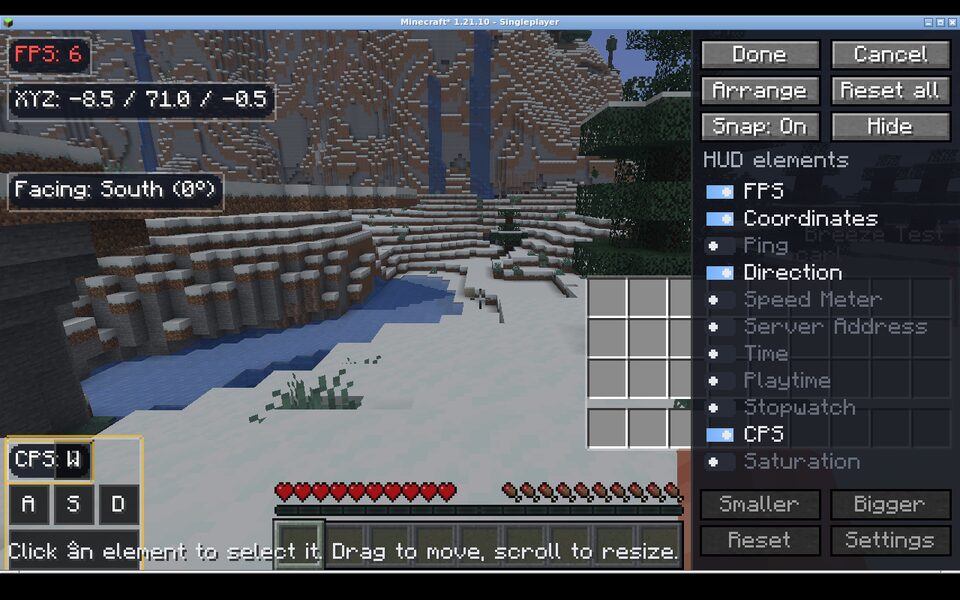 Minecraft* 1.21.10 - Singleplayer
FPS: 6
XYZ: -8.5 / 71.0 / -0.5
Facing: South (0°)
Done
Cancel
Arrange
Reset all
Snap: On
Hide
HUD elements
FPS
Coordinates
Breeze Test
Ping
Direction
Speed Meter
Server Address
Time
Playtime
Stopwatch
CPS
Saturation
Smaller
Bigger
Reset
Settings
CPS: W
A S D
Click an element to select it. Drag to move, scroll to resize.